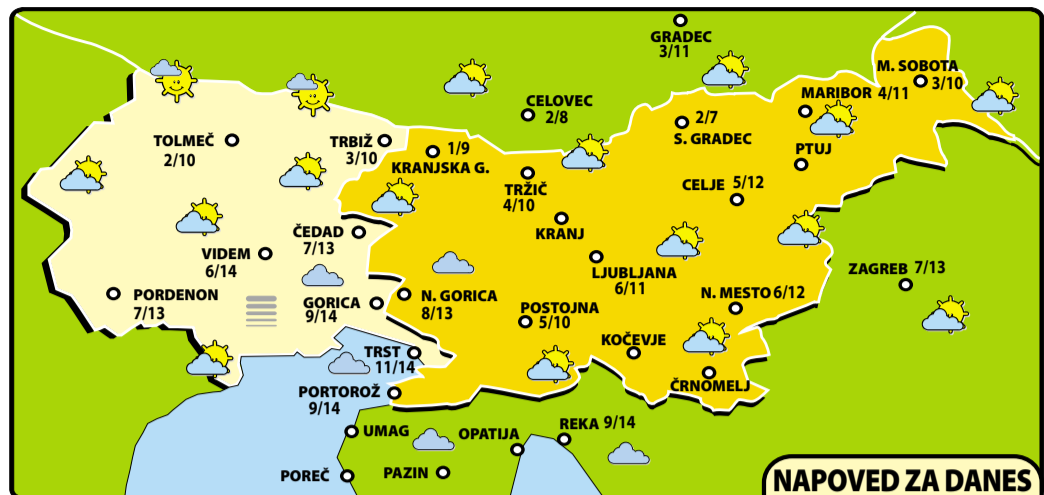 GRADEC
3/11
M. SOBOTA
3/10
MARIBOR 4/11
CELOVEC
2/8
2/7
S. GRADEC
PTUJ
TOLMEČ
2/10
TRBIŽ
3/10
1/9
KRANJSKA G.
TRŽIČ
4/10
CELJE 5/12
KRANJ
ČEDAD
7/13
VIDEM
6/14
LJUBLJANA
6/11
ZAGREB 7/13
PORDENON
7/13
GORICA
9/14
N. GORICA
8/13
POSTOJNA
5/10
N. MESTO 6/12
KOČEVJE
TRST
11/14
ČRNOMELJ
PORTOROŽ
9/14
UMAG
OPATIJA
REKA 9/14
POREČ
PAZIN
NAPOVED ZA DANES